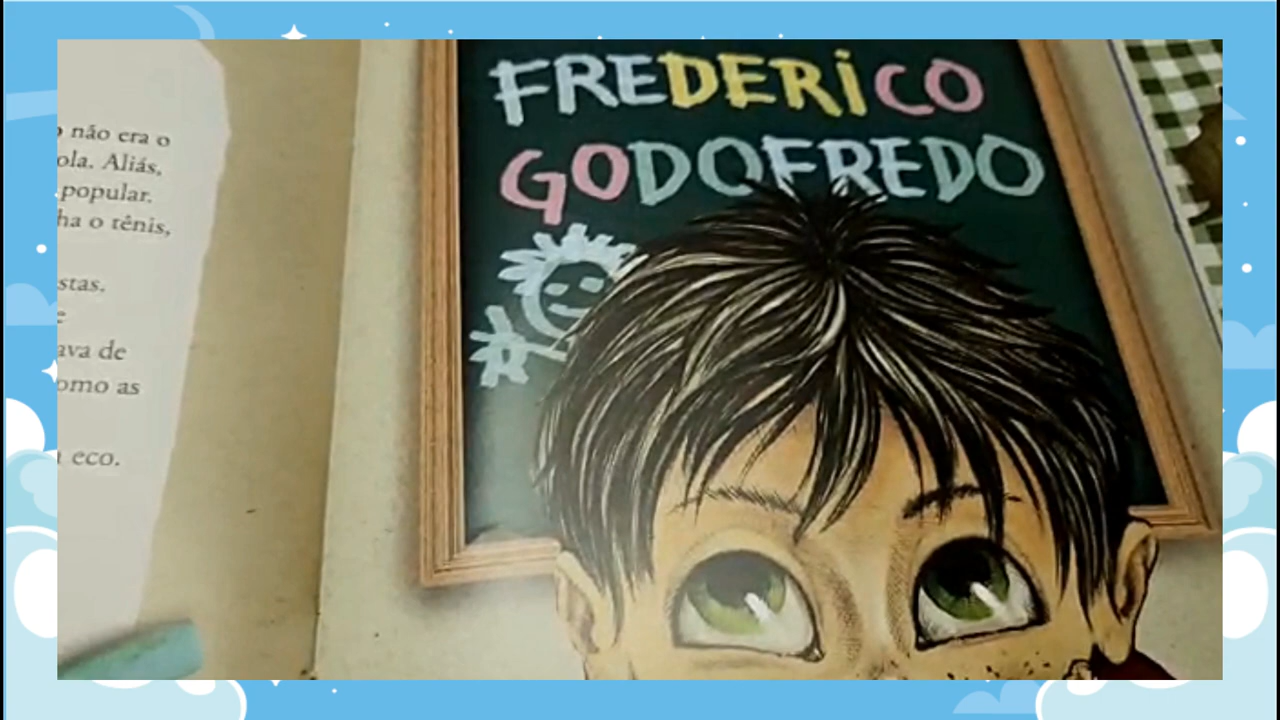 não era o
ola. Aliás,
popular.
ha o tênis,
stas.
e
ava de
omo as
eco.
FREDERiCO
GODOFREDO